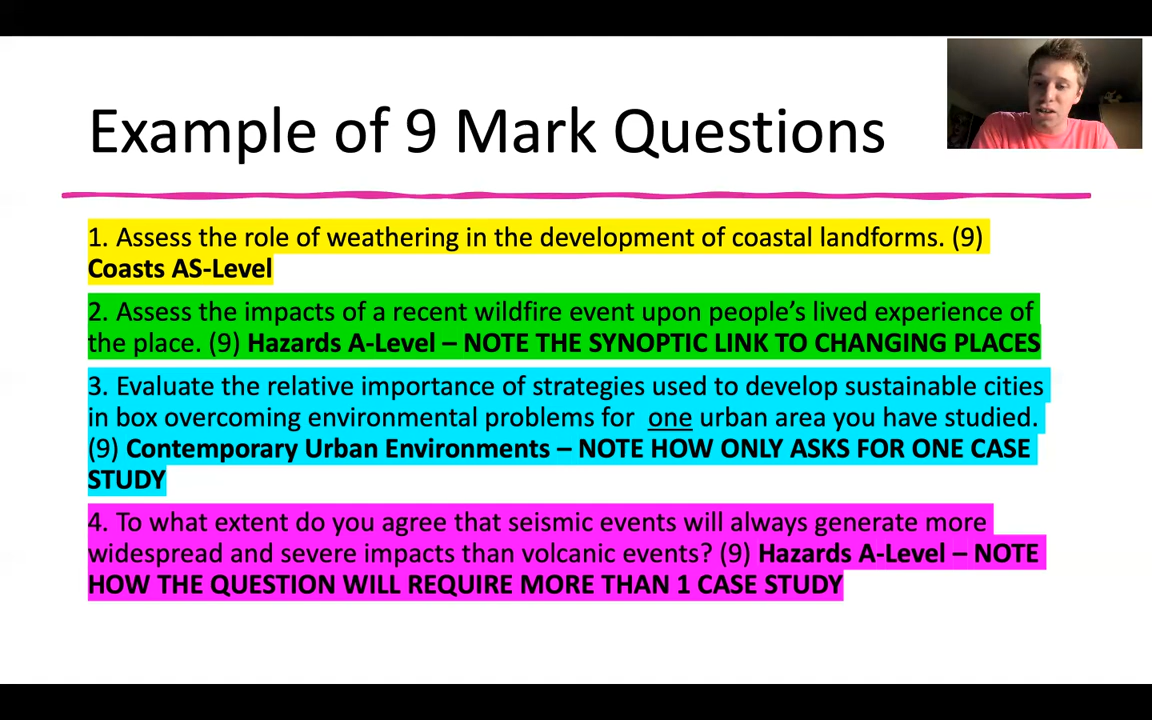 Example of 9 Mark Questions
1. Assess the role of weathering in the development of coastal landforms. (9)
Coasts AS-Level
2. Assess the impacts of a recent wildfire event upon people’s lived experience of
the place. (9) Hazards A-Level – NOTE THE SYNOPTIC LINK TO CHANGING PLACES
3. Evaluate the relative importance of strategies used to develop sustainable cities
in box overcoming environmental problems for one urban area you have studied.
(9) Contemporary Urban Environments – NOTE HOW ONLY ASKS FOR ONE CASE
STUDY
4. To what extent do you agree that seismic events will always generate more
widespread and severe impacts than volcanic events? (9) Hazards A-Level – NOTE
HOW THE QUESTION WILL REQUIRE MORE THAN 1 CASE STUDY